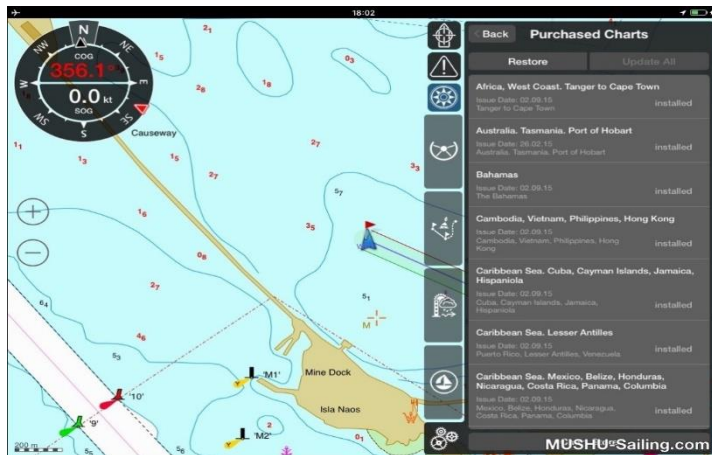 18:02
N
NE
E
SE
S
SW
W
NW
COG
356.1°
0.0 kt
SOG
Causeway
Mine Dock
Isla Naos
'M1'
'M2'
'10'
'9'
200 m
Back
Purchased Charts
Restore
Update All
Africa, West Coast. Tanger to Cape Town
Issue Date: 02.09.15
Tanger to Cape Town
installed
Australia. Tasmania. Port of Hobart
Issue Date: 26.02.15
Australia. Tasmania. Port of Hobart
installed
Bahamas
Issue Date: 02.09.15
The Bahamas
installed
Cambodia, Vietnam, Philippines, Hong Kong
Issue Date: 02.09.15
Cambodia, Vietnam, Philippines, Hong
Kong
installed
Caribbean Sea. Cuba, Cayman Islands, Jamaica,
Hispaniola
Issue Date: 02.09.15
Cuba, Cayman Islands, Jamaica,
Hispaniola
installed
Caribbean Sea. Lesser Antilles
Issue Date: 02.09.15
Puerto Rico, Lesser Antilles, Venezuela
installed
Caribbean Sea. Mexico, Belize, Honduras,
Nicaragua, Costa Rica, Panama, Columbia
Issue Date: 02.09.15
Mexico, Belize, Honduras, Nicaragua,
Costa Rica, Panama, Columbia
installed
MUSHU-Sailing.com